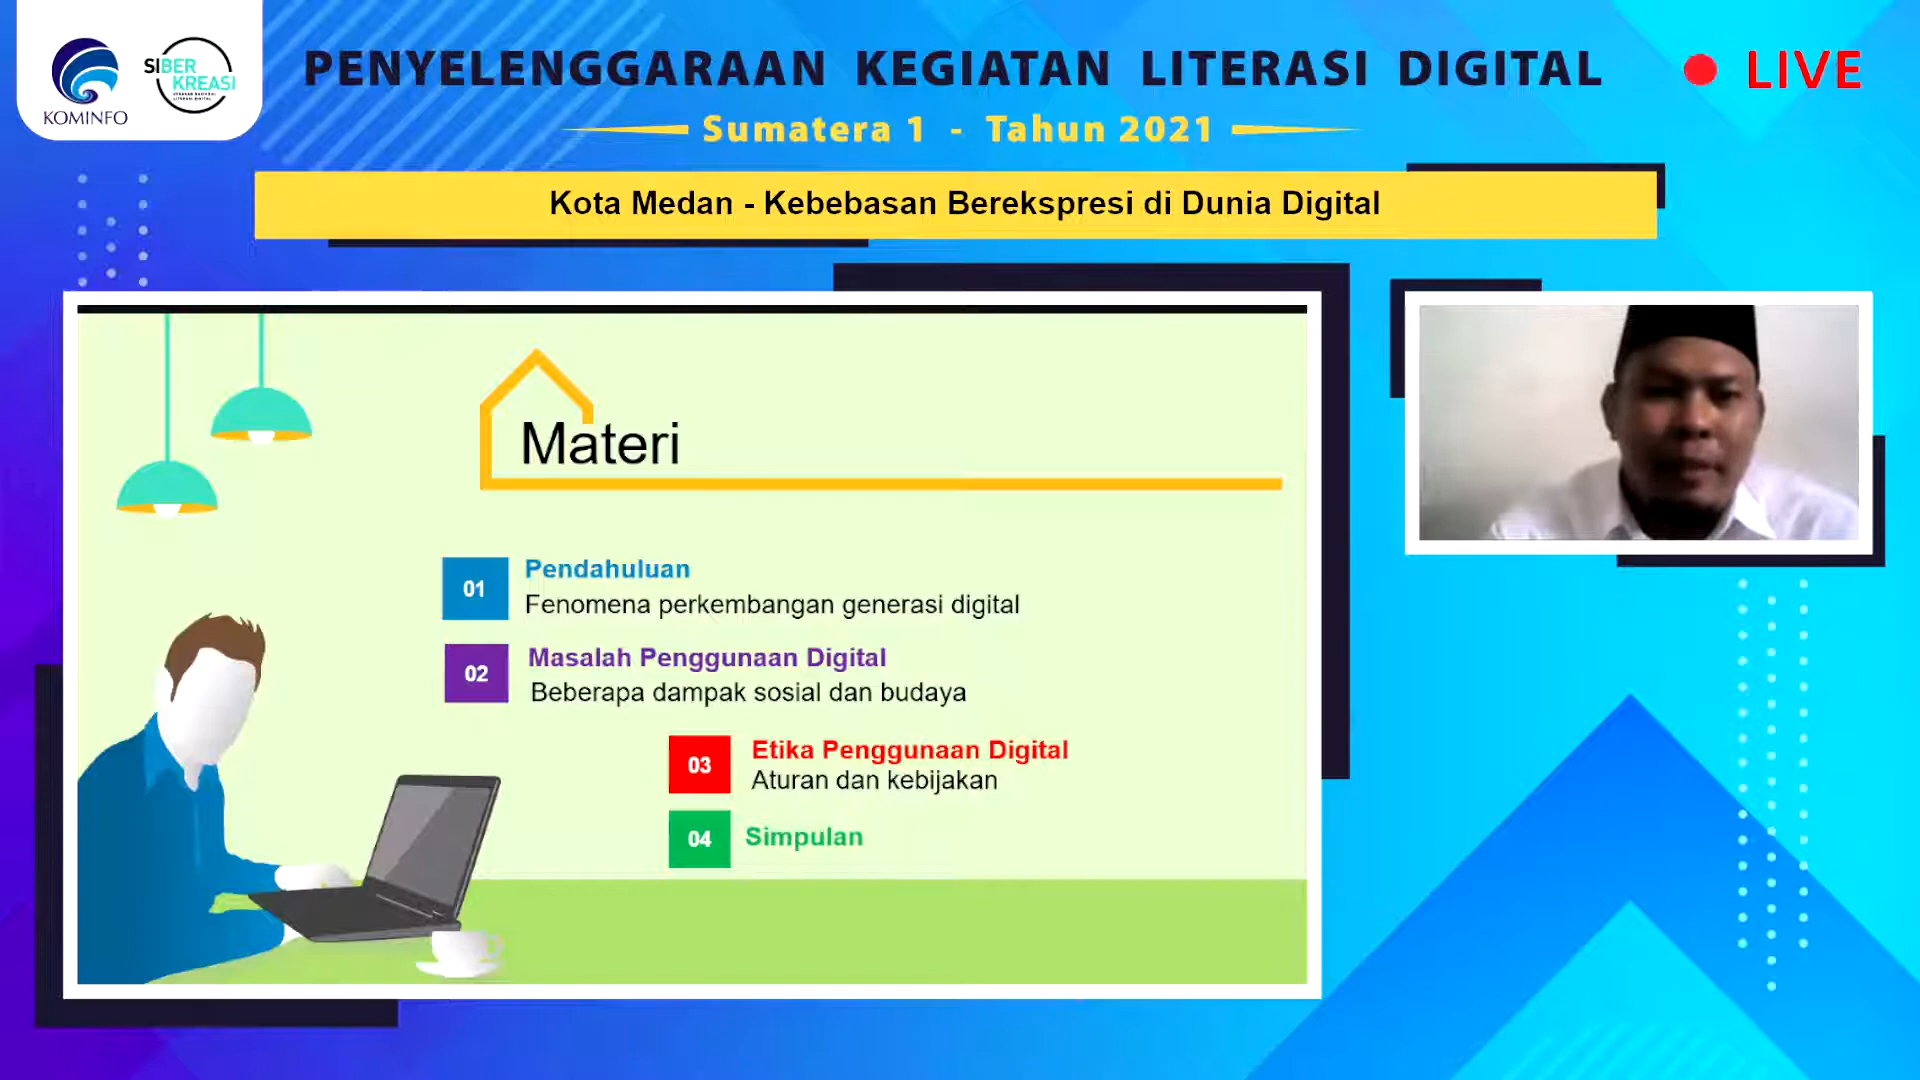 KOMINFO
SIBER
KREASI
PENYELENGGARAAN KEGIATAN LITERASI DIGITAL
LIVE
Sumatera 1 - Tahun 2021
Kota Medan - Kebebasan Berekspresi di Dunia Digital
Materi
01
Pendahuluan
Fenomena perkembangan generasi digital
02
Masalah Penggunaan Digital
Beberapa dampak sosial dan budaya
03
Etika Penggunaan Digital
Aturan dan kebijakan
04
Simpulan